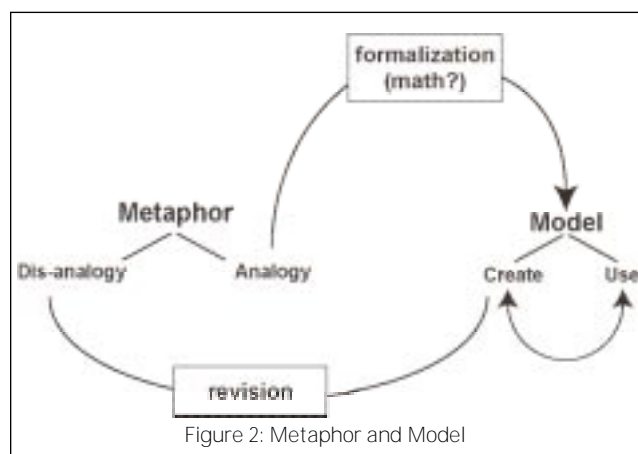 formalization
(math?)
Metaphor
Model
Dis-analogy
Analogy
Create
Use
revision
Figure 2: Metaphor and Model